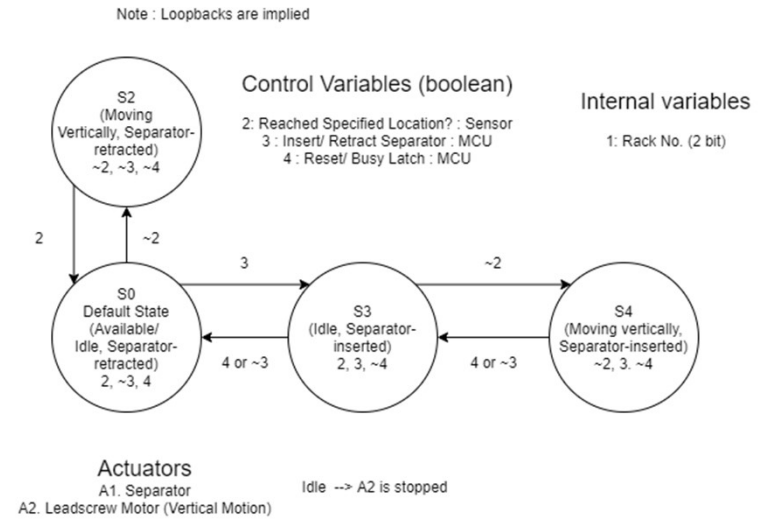 Note : Loopbacks are implied
S2
(Moving
Vertically, Separator-
retracted)
~2, ~3, ~4
Control Variables (boolean)
2: Reached Specified Location? : Sensor
3 : Insert/ Retract Separator : MCU
4 : Reset/ Busy Latch : MCU
Internal variables
1: Rack No. (2 bit)
2
~2
S0
Default State
(Available/
Idle, Separator-
retracted)
2, ~3, 4
3
4 or ~3
S3
(Idle, Separator-
inserted)
2, 3, ~4
~2
4 or ~3
S4
(Moving vertically,
Separator-inserted)
~2, 3. ~4
Actuators
A1. Separator
A2. Leadscrew Motor (Vertical Motion)
Idle --> A2 is stopped